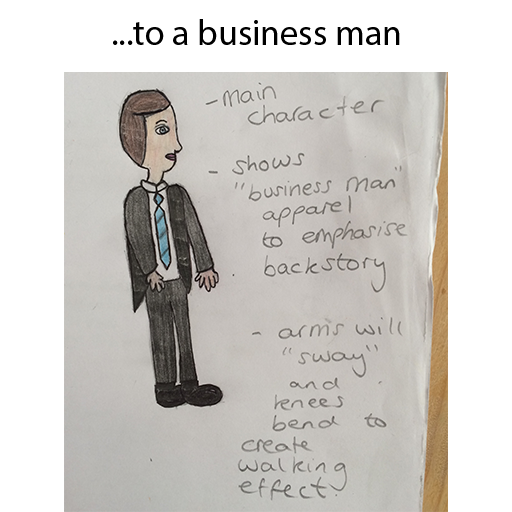 ...to a business man
- main
character
- shows
"business man"
apparel
to emphasise
backstory
- arms will
"sway"
and
knees
bend to
create
walking
effect.